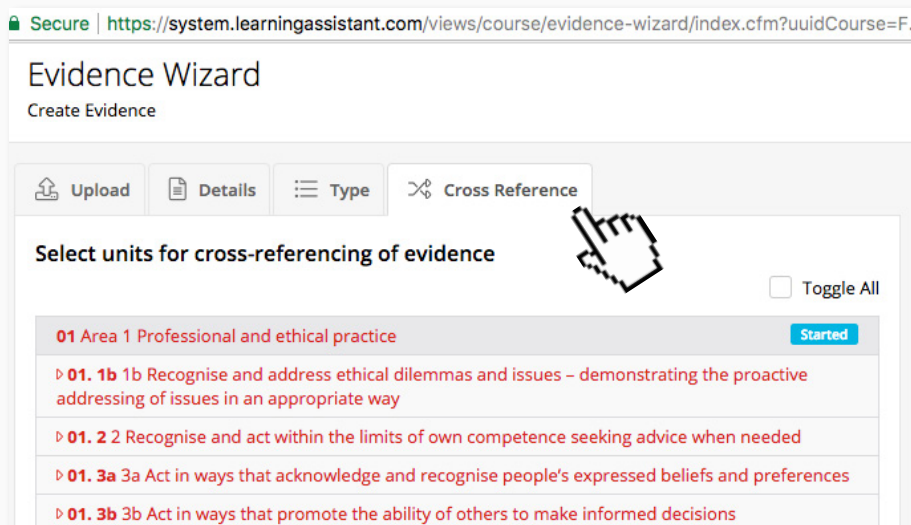 Secure | https://system.learningassistant.com/views/course/evidence-wizard/index.cfm?uuidCourse=F.
Evidence Wizard
Create Evidence
Upload Details Type Cross Reference
Select units for cross-referencing of evidence
Toggle All
01 Area 1 Professional and ethical practice Started
01. 1b 1b Recognise and address ethical dilemmas and issues – demonstrating the proactive
addressing of issues in an appropriate way
01. 2 2 Recognise and act within the limits of own competence seeking advice when needed
01. 3a 3a Act in ways that acknowledge and recognise people’s expressed beliefs and preferences
01. 3b 3b Act in ways that promote the ability of others to make informed decisions